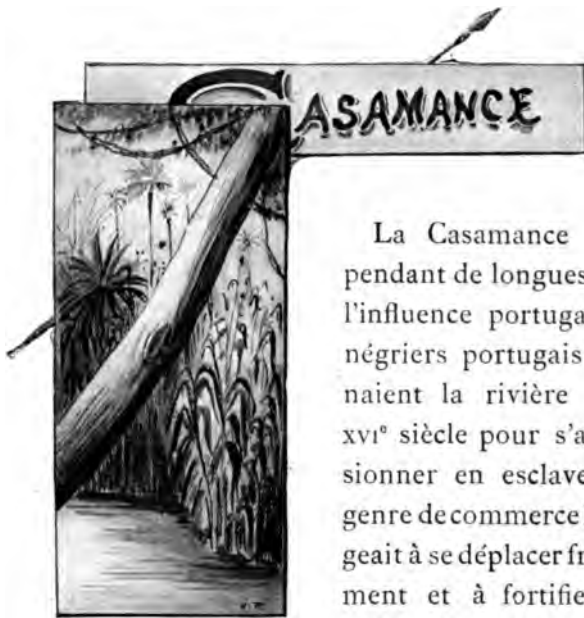 CASAMANCE
La Casamance
pendant de longues
l'influence portuga
négriers portugais
naient la rivière
XVIe siècle pour s'a
sionner en esclave
genre de commerce
geait à se déplacer fr
ment et à fortifie